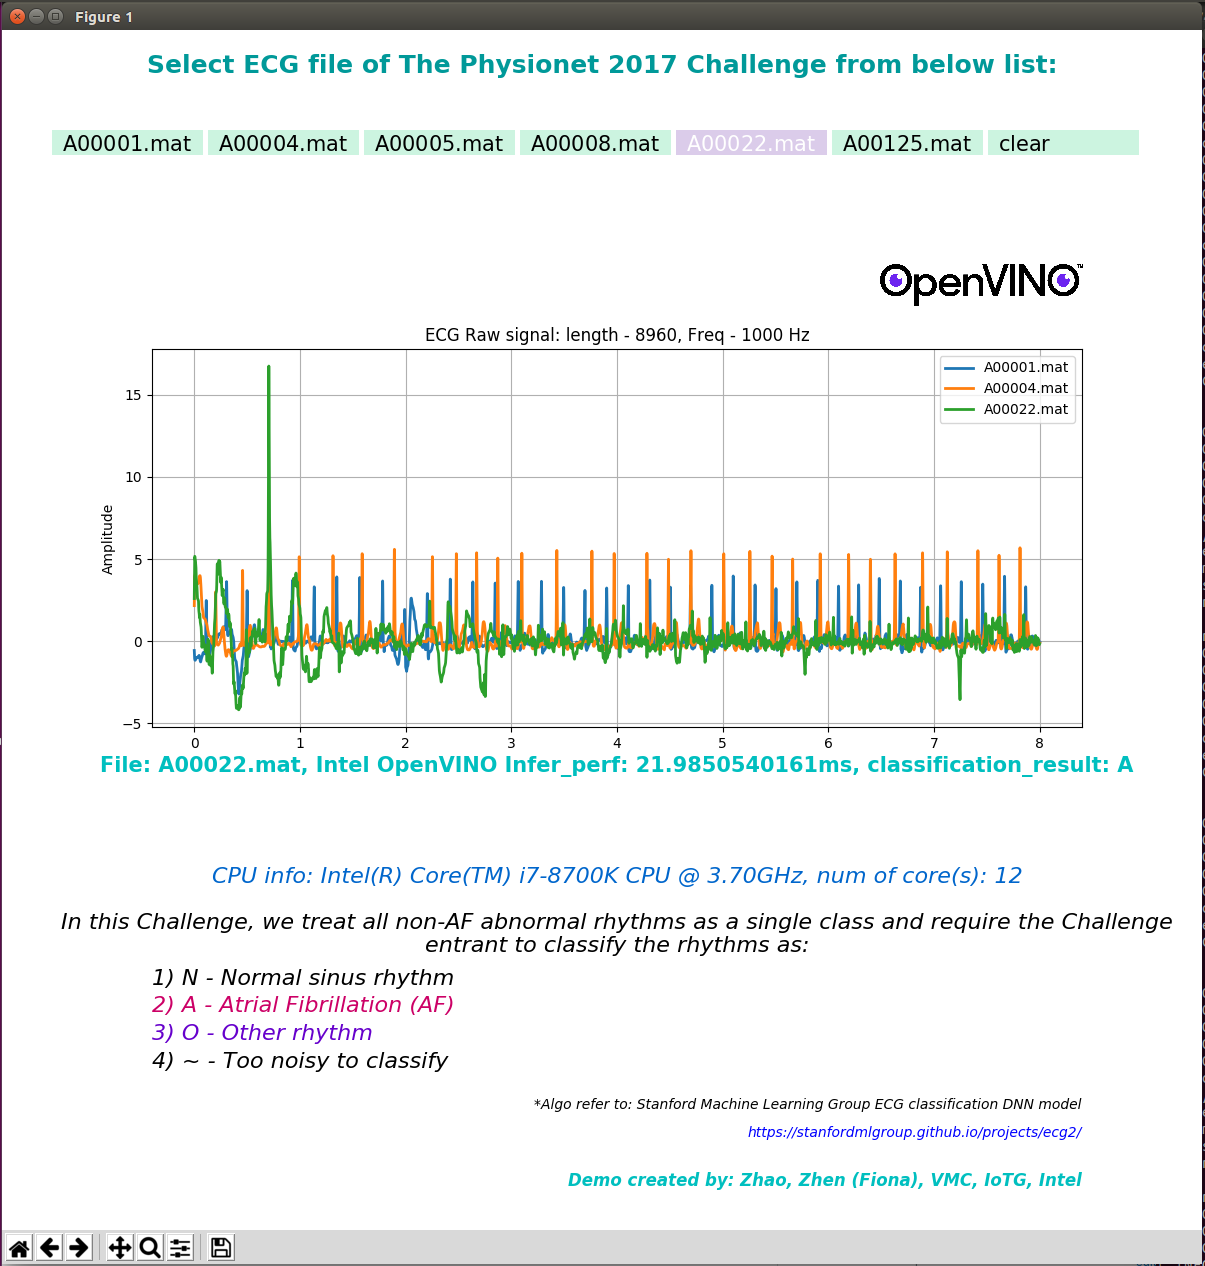 Figure 1
Select ECG file of The Physionet 2017 Challenge from below list:
A00001.mat A00004.mat A00005.mat A00008.mat A00022.mat A00125.mat clear
OpenVINO™
ECG Raw signal: length - 8960, Freq - 1000 Hz
A00001.mat
A00004.mat
A00022.mat
Amplitude
15
10
5
0
−5
0 1 2 3 4 5 6 7 8
File: A00022.mat, Intel OpenVINO Infer_perf: 21.9850540161ms, classification_result: A
CPU info: Intel(R) Core(TM) i7-8700K CPU @ 3.70GHz, num of core(s): 12
In this Challenge, we treat all non-AF abnormal rhythms as a single class and require the Challenge
entrant to classify the rhythms as:
1) N - Normal sinus rhythm
2) A - Atrial Fibrillation (AF)
3) O - Other rhythm
4) ~ - Too noisy to classify
*Algo refer to: Stanford Machine Learning Group ECG classification DNN model
https://stanfordmlgroup.github.io/projects/ecg2/
Demo created by: Zhao, Zhen (Fiona), VMC, IoTG, Intel